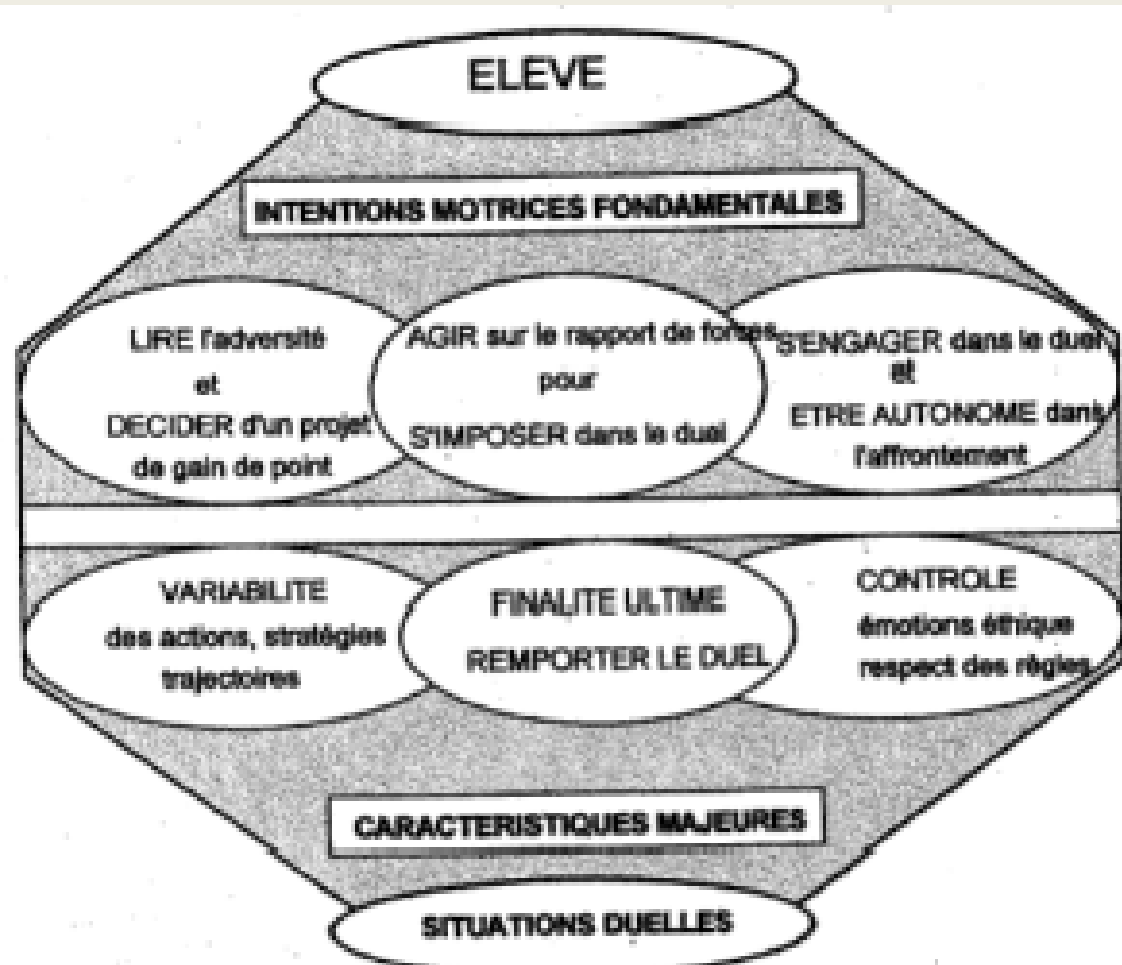 ELEVE
INTENTIONS MOTRICES FONDAMENTALES
LIRE l'adversité
et
DECIDER d'un projet
de gain de point
AGIR sur le rapport de forces
pour
S'IMPOSER dans le duel
S'ENGAGER dans le duel
et
ETRE AUTONOME dans
l'affrontement
VARIABILITE
des actions, stratégies
trajectoires
FINALITE ULTIME
REMPORTER LE DUEL
CONTROLE
émotions éthique
respect des règles
CARACTERISTIQUES MAJEURES
SITUATIONS DUELLES